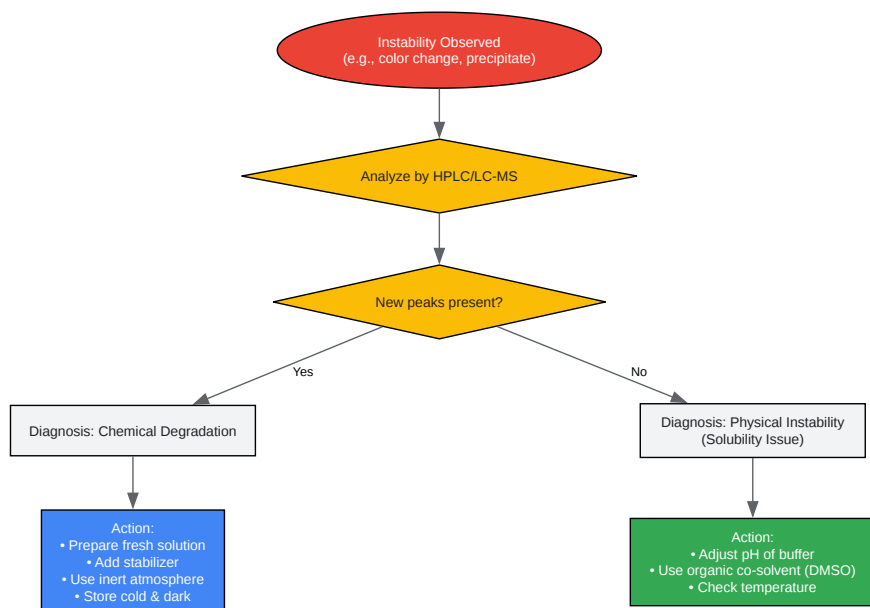 Instability Observed
(e.g., color change, precipitate)
Analyze by HPLC/LC-MS
New peaks present?
Yes
No
Diagnosis: Chemical Degradation
Diagnosis: Physical Instability
(Solubility Issue)
Action:
• Prepare fresh solution
• Add stabilizer
• Use inert atmosphere
• Store cold & dark
Action:
• Adjust pH of buffer
• Use organic co-solvent (DMSO)
• Check temperature